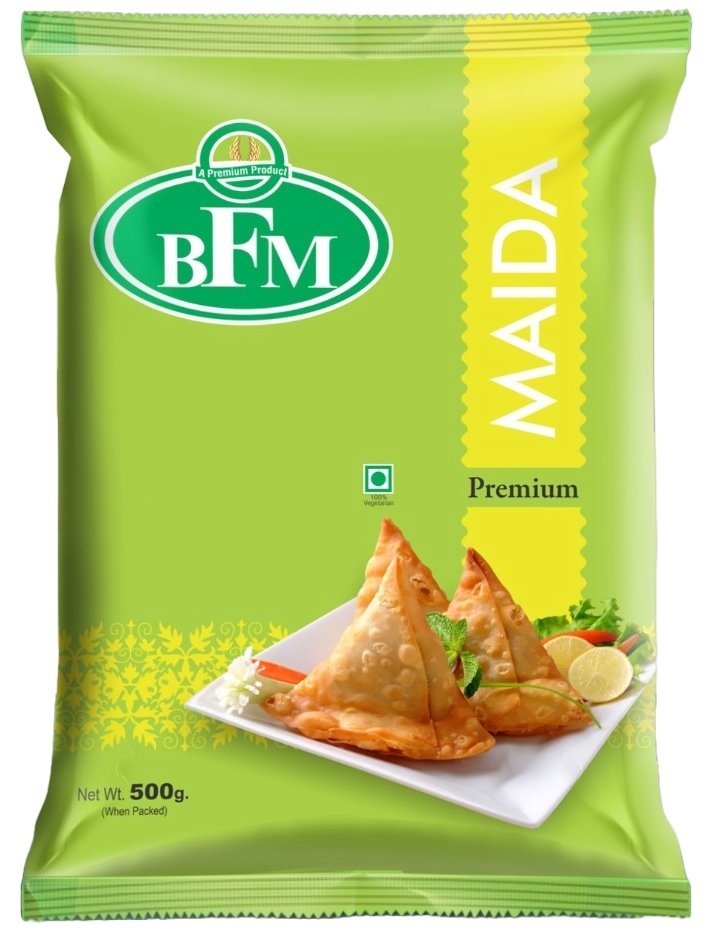 A Premium Product
BFM
MAIDA
Premium
100%
Vegetarian
Net Wt. 500g.
(When Packed)